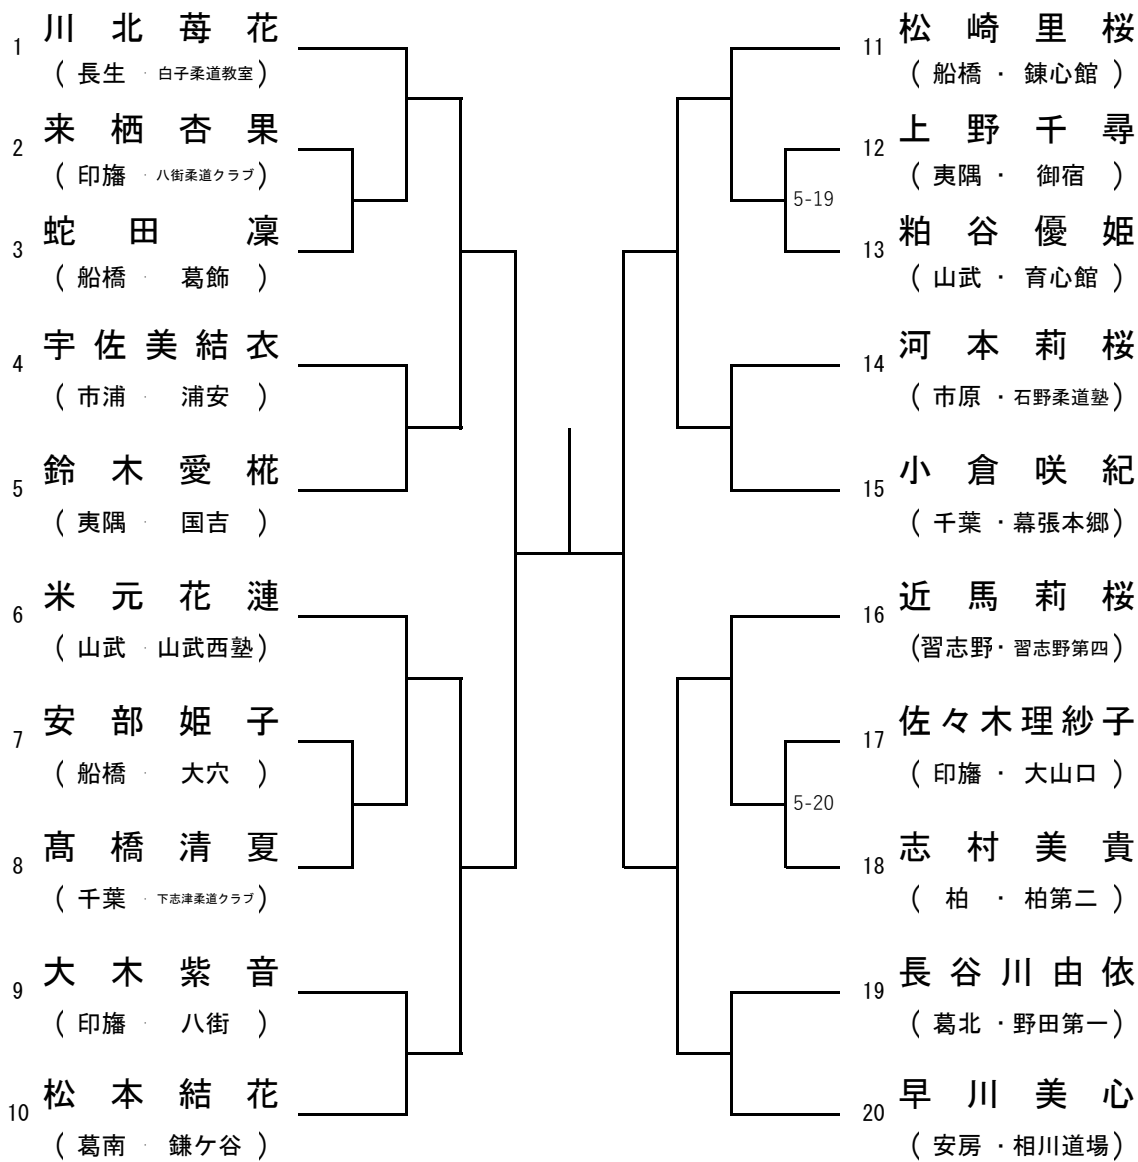 1 川北苺花
(長生・白子柔道教室)
2 来栖杏果
(印旛・八街柔道クラブ)
3 蛇田凜
(船橋・葛飾)
4 宇佐美結衣
(市浦・浦安)
5 鈴木愛椛
(夷隅・国吉)
6 米元花漣
(山武・山武西塾)
7 安部姫子
(船橋・大穴)
8 髙橋清夏
(千葉・下志津柔道クラブ)
9 大木紫音
(印旛・八街)
10 松本結花
(葛南・鎌ケ谷)
11 松崎里桜
(船橋・錬心館)
12 上野千尋
(夷隅・御宿)
5-19
13 粕谷優姫
(山武・育心館)
14 河本莉桜
(市原・石野柔道塾)
15 小倉咲紀
(千葉・幕張本郷)
16 近馬莉桜
(習志野・習志野第四)
17 佐々木理紗子
(印旛・大山口)
5-20
18 志村美貴
(柏・柏第二)
19 長谷川由依
(葛北・野田第一)
20 早川美心
(安房・相川道場)